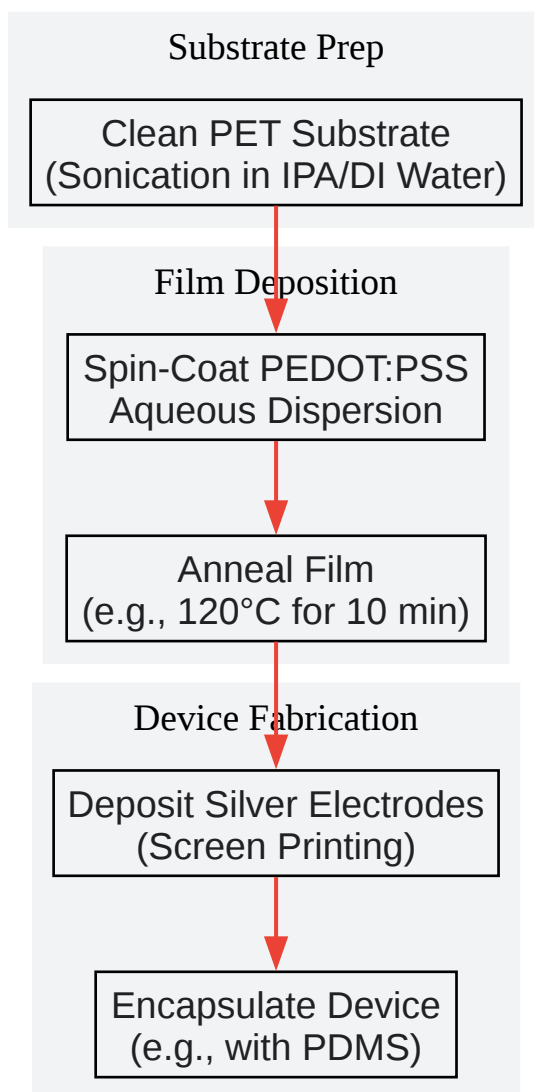 Substrate Prep
Clean PET Substrate
(Sonication in IPA/DI Water)
Film Deposition
Spin-Coat PEDOT:PSS
Aqueous Dispersion
Anneal Film
(e.g., 120°C for 10 min)
Device Fabrication
Deposit Silver Electrodes
(Screen Printing)
Encapsulate Device
(e.g., with PDMS)